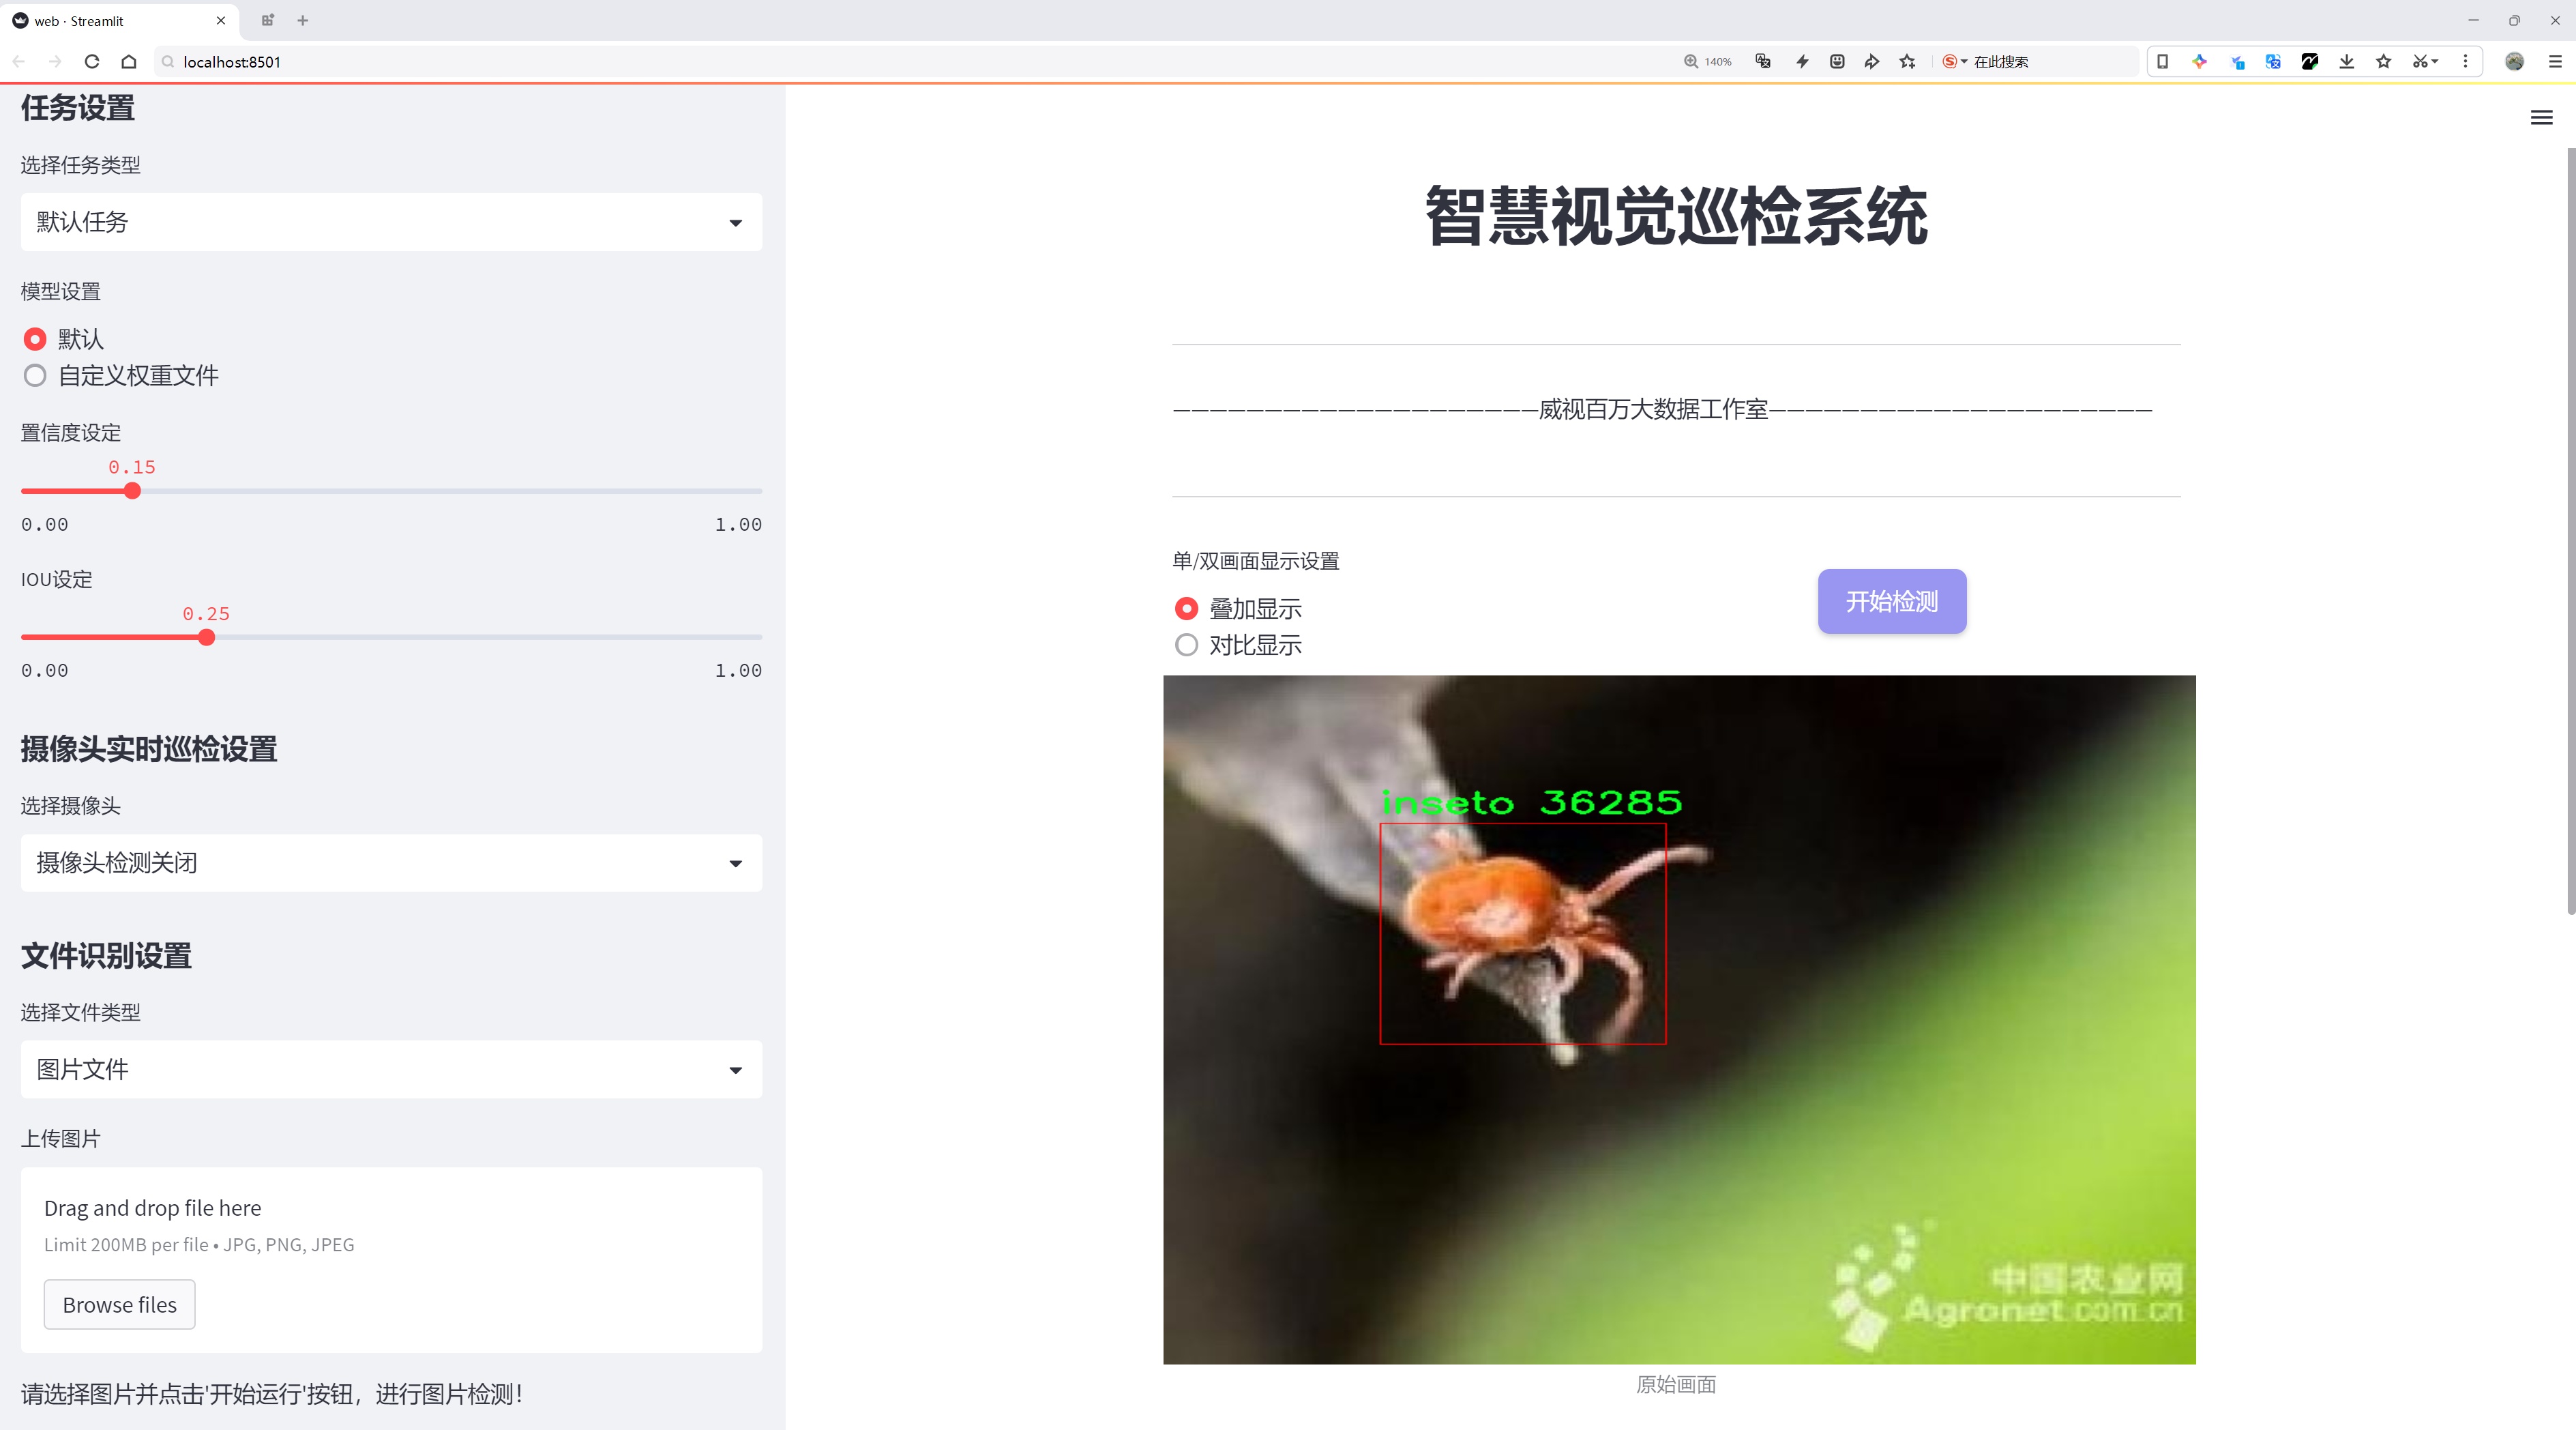 web · Streamlit
localhost:8501
140%
在此搜索
任务设置
选择任务类型
默认任务
模型设置
默认
自定义权重文件
置信度设定
0.15
0.00 1.00
IOU设定
0.25
0.00 1.00
摄像头实时巡检设置
选择摄像头
摄像头检测关闭
文件识别设置
选择文件类型
图片文件
上传图片
Drag and drop file here
Limit 200MB per file • JPG, PNG, JPEG
Browse files
请选择图片并点击'开始运行'按钮，进行图片检测！
智慧视觉巡检系统
————————————————————威视百万大数据工作室—————————————————————
单/双画面显示设置
叠加显示
对比显示
开始检测
inseto 36285
中国农业网
Agronet.com.cn
原始画面